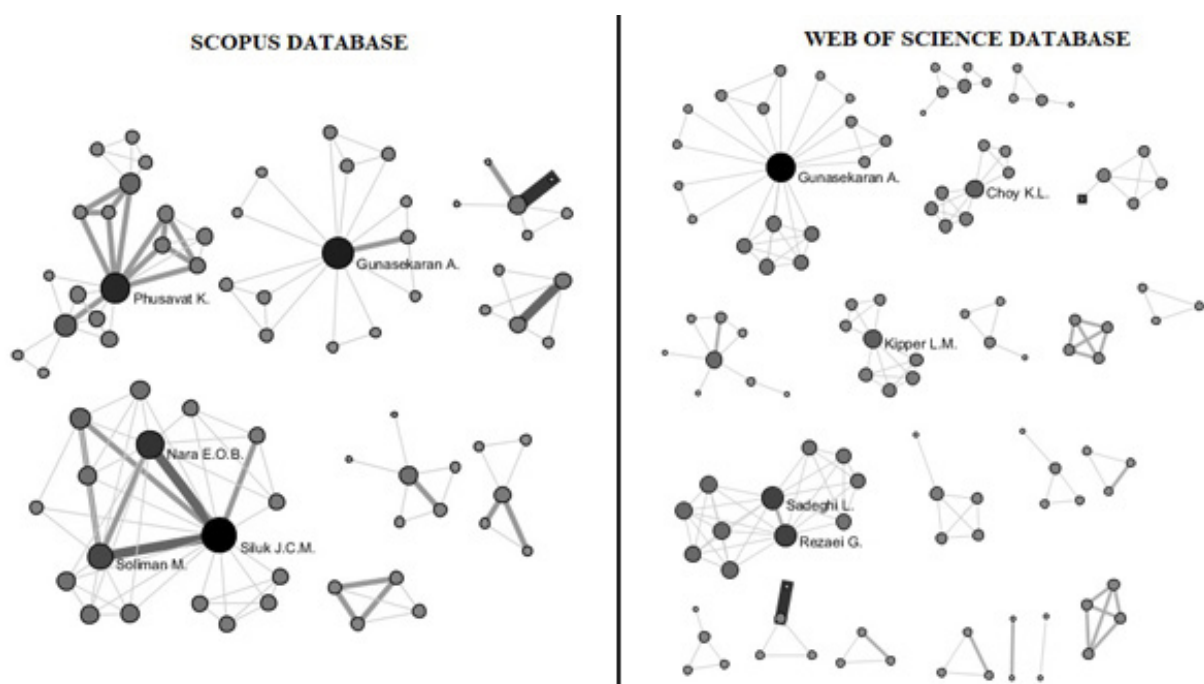 SCOPUS DATABASE
Phusavat K.
Gunasekaran A.
Nara E.O.B.
Siluk J.C.M.
Soliman M.
WEB OF SCIENCE DATABASE
Gunasekaran A.
Choy K.L.
Kipper L.M.
Sadeghi L.
Rezaei G.